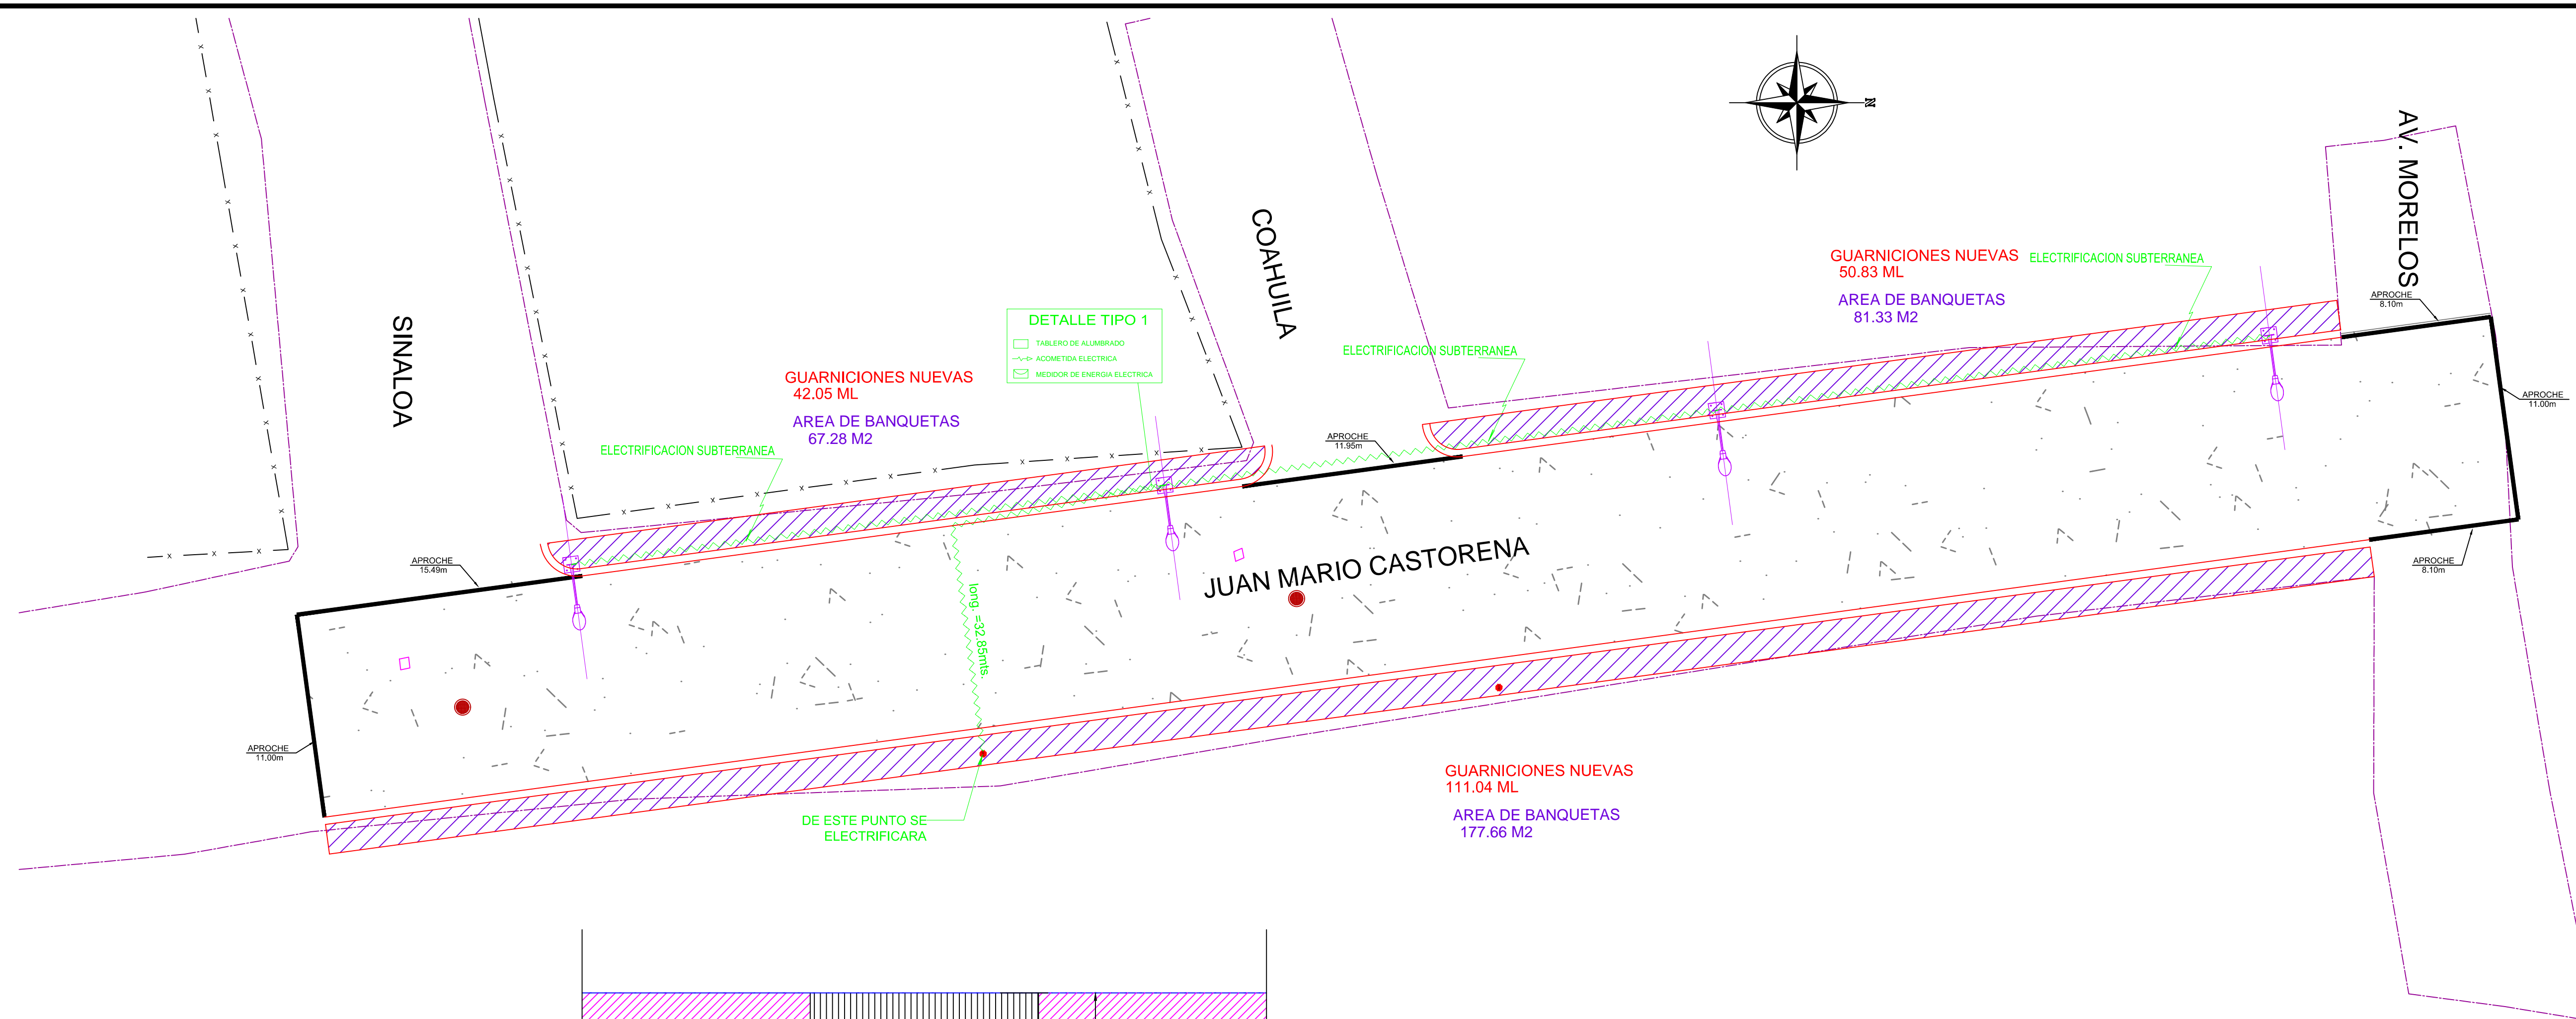 N
AV. MORELOS
COAHUILA
SINALOA
GUARNICIONES NUEVAS
50.83 ML
ELECTRIFICACION SUBTERRANEA
AREA DE BANQUETAS
81.33 M2
APROCHE
8.10m
DETALLE TIPO 1
TABLERO DE ALUMBRADO
ACOMETIDA ELECTRICA
MEDIDOR DE ENERGIA ELECTRICA
ELECTRIFICACION SUBTERRANEA
GUARNICIONES NUEVAS
42.05 ML
AREA DE BANQUETAS
67.28 M2
APROCHE
11.00m
APROCHE
11.95m
ELECTRIFICACION SUBTERRANEA
APROCHE
15.49m
JUAN MARIO CASTORENA
APROCHE
8.10m
long. =32.85mts.
APROCHE
11.00m
GUARNICIONES NUEVAS
111.04 ML
AREA DE BANQUETAS
177.66 M2
DE ESTE PUNTO SE
ELECTRIFICARA